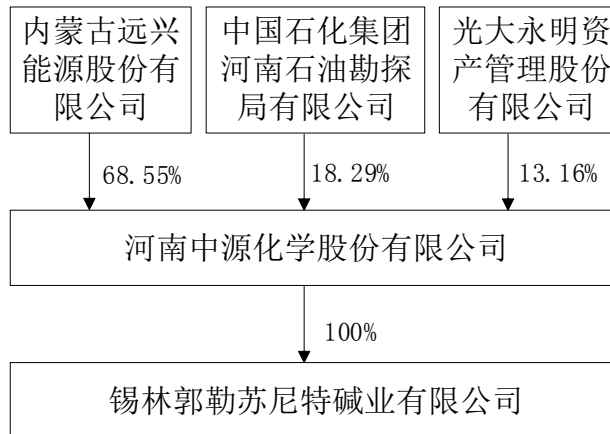 内蒙古远兴
能源股份有
限公司
中国石化集团
河南石油勘探
局有限公司
光大永明资
产管理股份
有限公司
68.55%
18.29%
13.16%
河南中源化学股份有限公司
100%
锡林郭勒苏尼特碱业有限公司